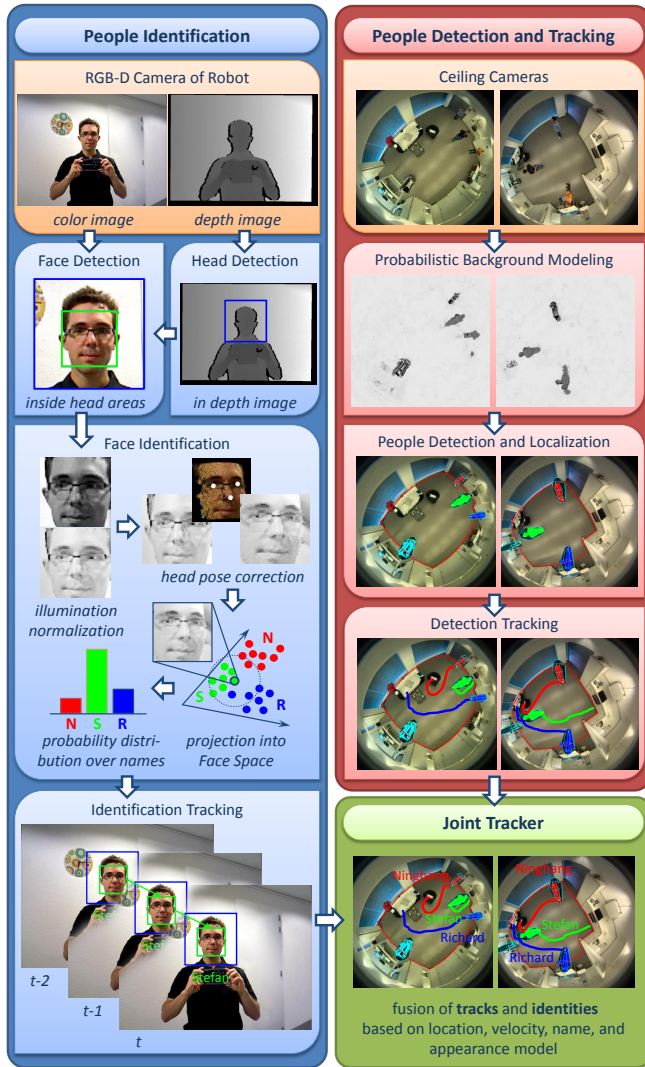 People Identification
RGB-D Camera of Robot
color image
depth image
Face Detection
Head Detection
inside head areas
in depth image
Face Identification
head pose correction
illumination
normalization
N
S
R
N
S
R
probability distri-
bution over names
projection into
Face Space
Identification Tracking
Stefan
Stefan
Stefan
t-2
t-1
t
People Detection and Tracking
Ceiling Cameras
Probabilistic Background Modeling
People Detection and Localization
Detection Tracking
Joint Tracker
Ninghang
Stefan
Richard
Ninghang
Stefan
Richard
fusion of tracks and identities
based on location, velocity, name, and
appearance model